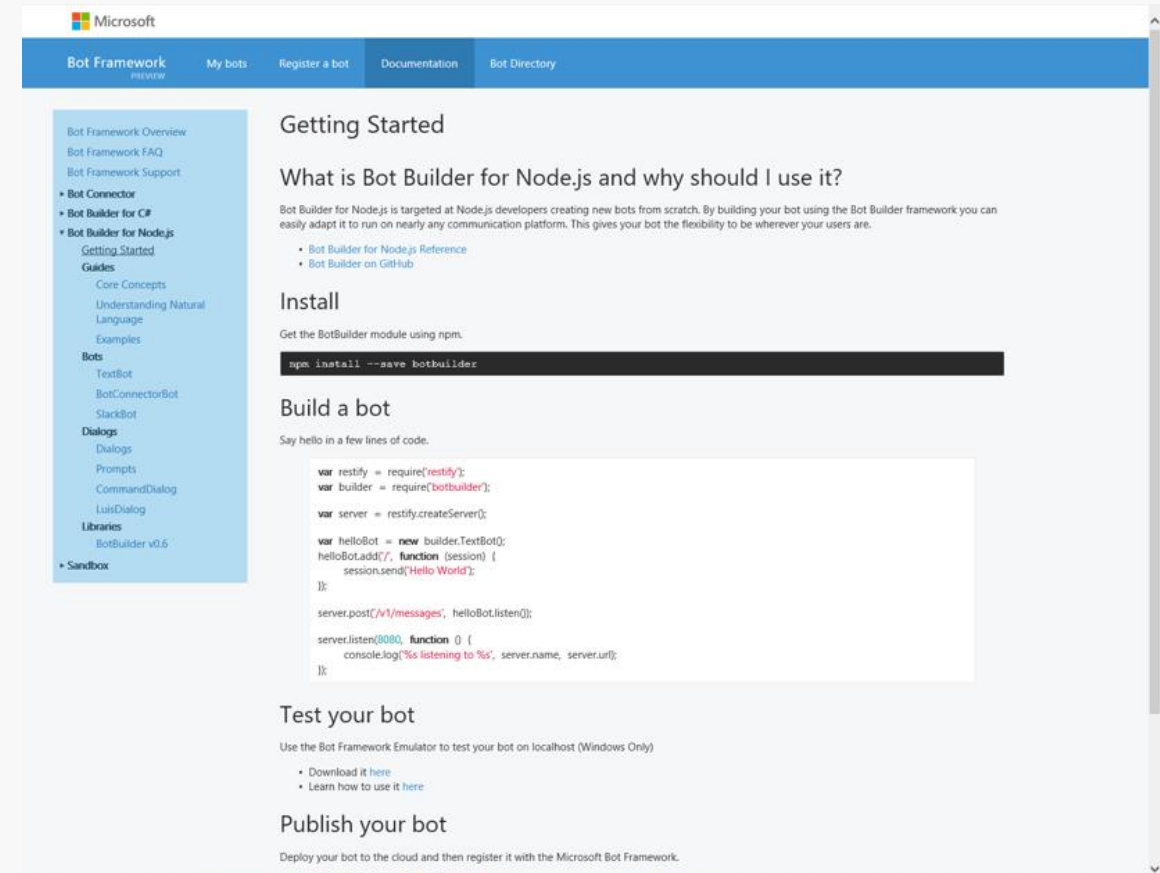 Microsoft
Bot Framework
PREVIEW
My bots
Register a bot
Documentation
Bot Directory
Bot Framework Overview
Bot Framework FAQ
Bot Framework Support
Bot Connector
Bot Builder for C#
Bot Builder for Node.js
Getting Started
Guides
Core Concepts
Understanding Natural
Language
Examples
Bots
TextBot
BotConnectorBot
SlackBot
Dialogs
Dialogs
Prompts
CommandDialog
LuisDialog
Libraries
BotBuilder v0.6
Sandbox
Getting Started
What is Bot Builder for Node.js and why should I use it?
Bot Builder for Node.js is targeted at Node.js developers creating new bots from scratch. By building your bot using the Bot Builder framework you can
easily adapt it to run on nearly any communication platform. This gives your bot the flexibility to be wherever your users are.
• Bot Builder for Node.js Reference
• Bot Builder on GitHub
Install
Get the BotBuilder module using npm.
npm install --save botbuilder
Build a bot
Say hello in a few lines of code.
var restify = require('restify');
var builder = require('botbuilder');
var server = restify.createServer();
var helloBot = new builder.TextBot();
helloBot.add('/', function (session) {
session.send('Hello World');
});
server.post('/v1/messages', helloBot.listen());
server.listen(8080, function () {
console.log('%s listening to %s', server.name, server.url);
});
Test your bot
Use the Bot Framework Emulator to test your bot on localhost (Windows Only)
• Download it here
• Learn how to use it here
Publish your bot
Deploy your bot to the cloud and then register it with the Microsoft Bot Framework.